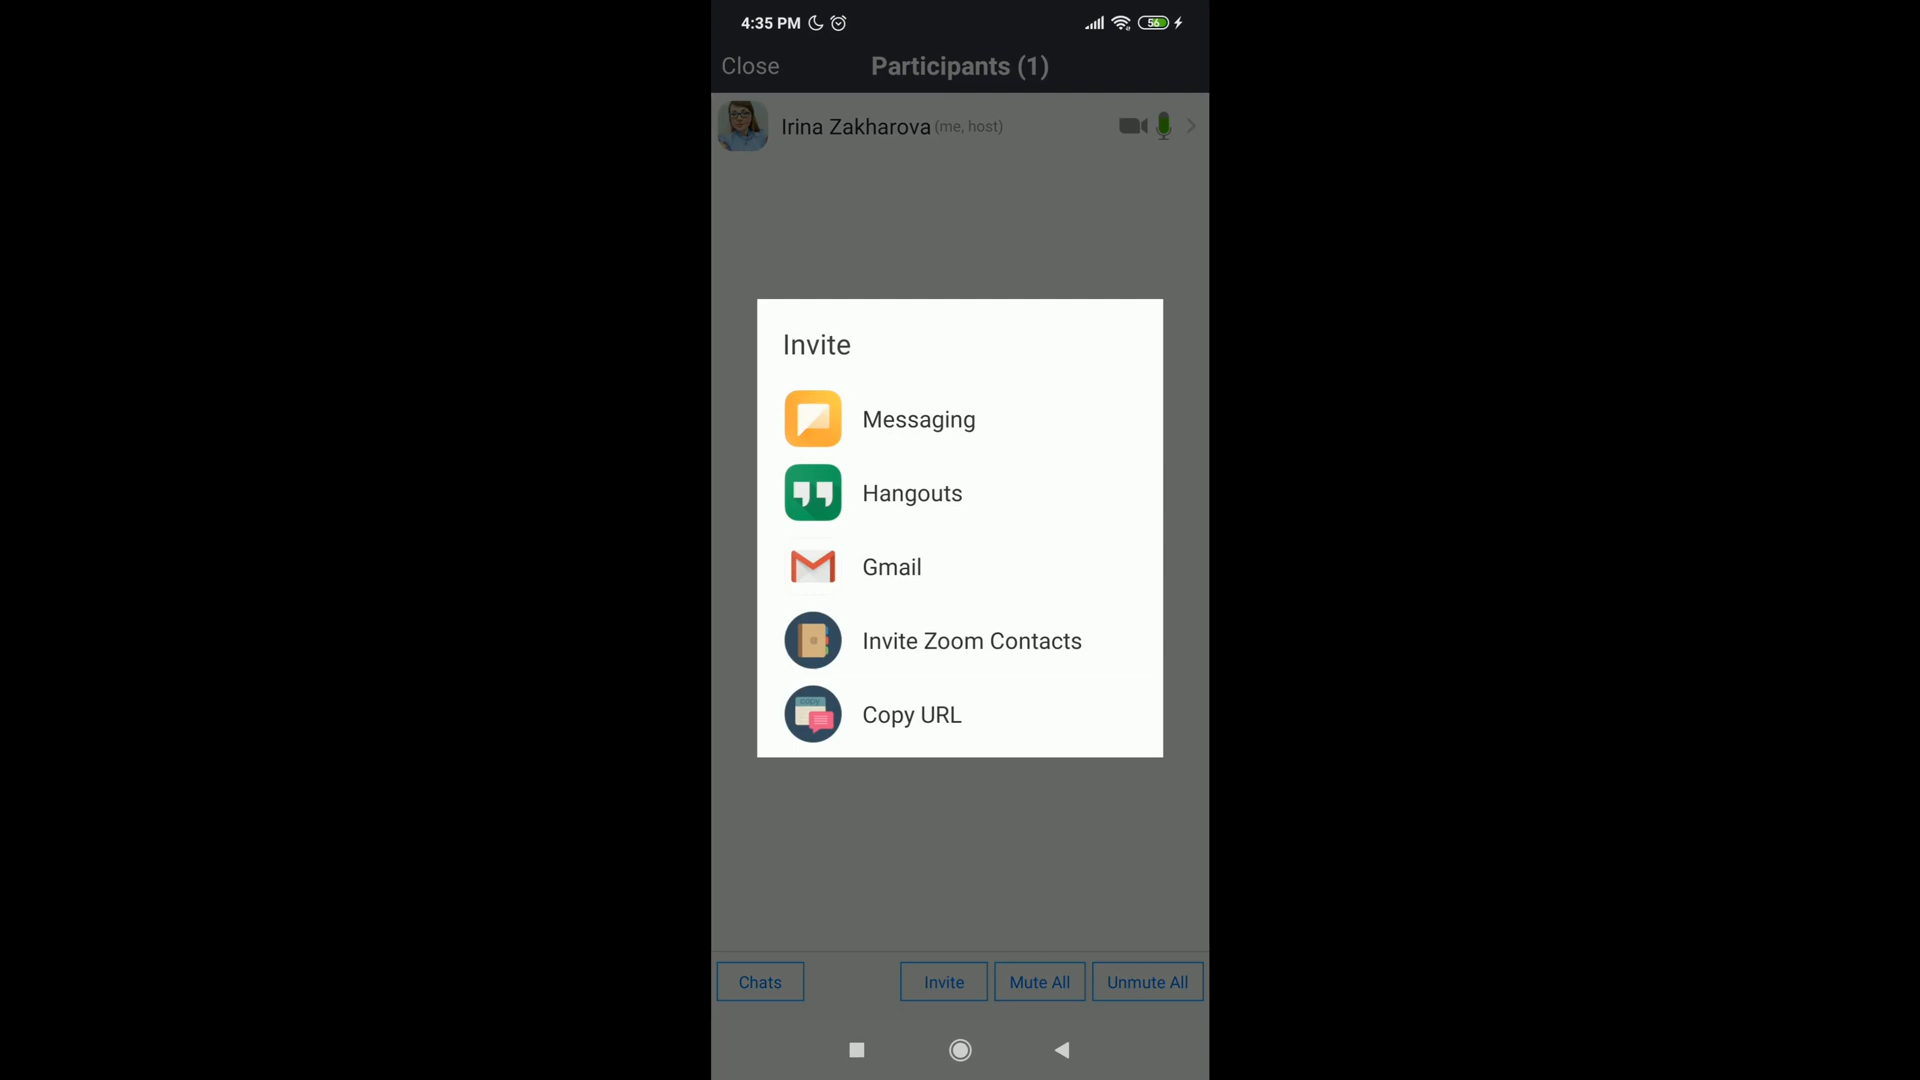 4:35 PM 56
Close Participants (1)
Irina Zakharova (me, host)
Invite
Messaging
Hangouts
Gmail
Invite Zoom Contacts
copy
Copy URL
Chats Invite Mute All Unmute All